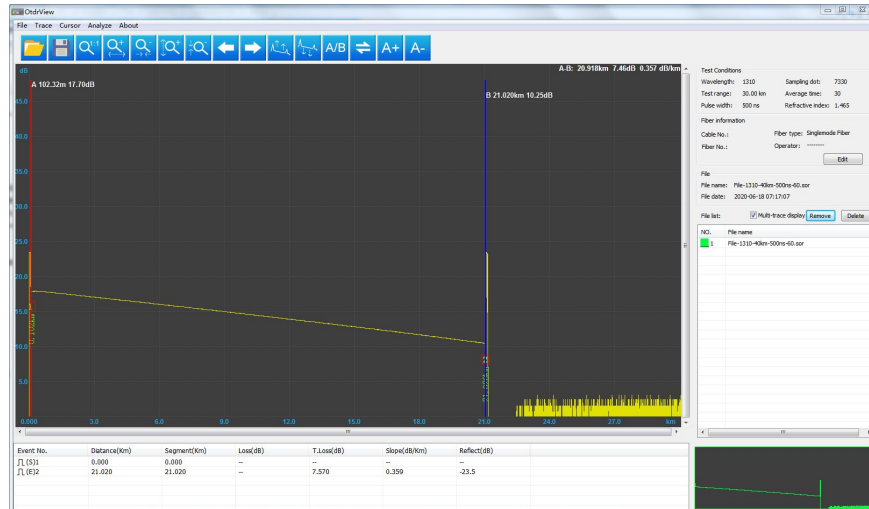 OtdrView
File Trace Cursor Analyze About
A/B A+ A-
dB
A-B: 20.918km 7.46dB 0.357 dB/km
A 102.32m 17.70dB
B 21.020km 10.25dB
45.0
35.0
30.0
25.0
20.0
15.0
10.0
5.0
0.000 3.0 6.0 9.0 12.0 15.0 18.0 21.0 24.0 27.0 km
Test Conditions
Wavelength: 1310 Sampling dot: 7330
Test range: 30.00 km Average time: 30
Pulse width: 500 ns Refractive index: 1.465
Fiber information
Cable No.: Fiber type: Singlemode Fiber
Fiber No.: Operator: --------
Edit
File
File name: File-1310-40km-500ns-60.sor
File date: 2020-06-18 07:17:07
File list: Multi-trace display Remove Delete
NO. File name
1 File-1310-40km-500ns-60.sor
Event No. Distance(Km) Segment(Km) Loss(dB) T.Loss(dB) Slope(dB/Km) Reflect(dB)
(S)1 0.000 0.000 -- -- -- --
(E)2 21.020 21.020 -- 7.570 0.359 -23.5